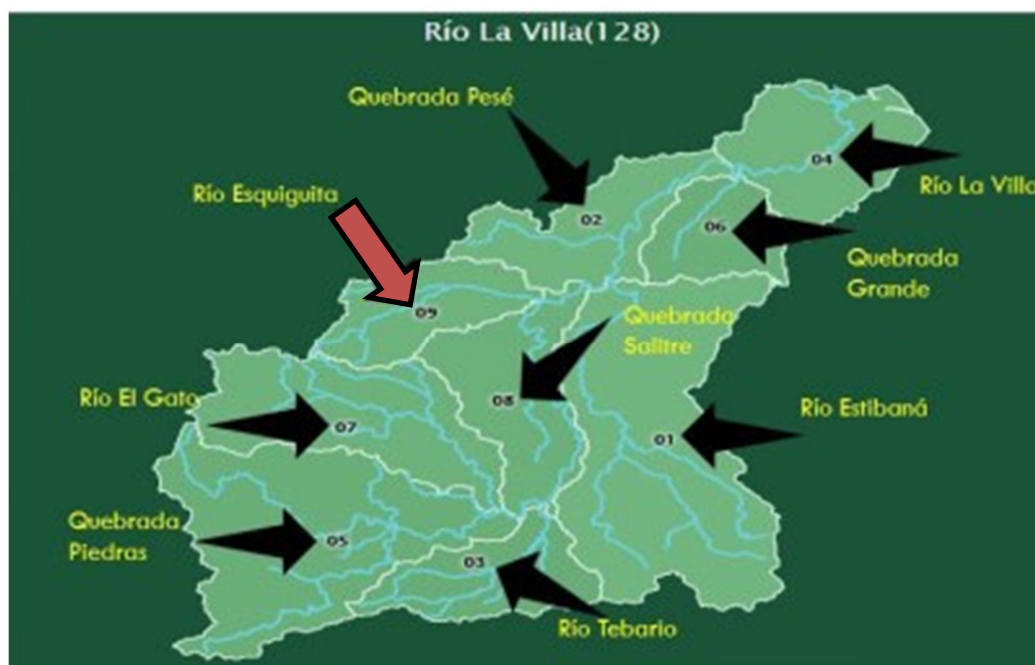 Río La Villa(128)
Quebrada Pesé
04
Río Esquiguita
Río La Villa
02
06
Quebrada
Grande
09
Quebrada
Salitre
08
Río El Gato
Río Estibaná
07
01
Quebrada
Piedras
05
03
Río Tebario